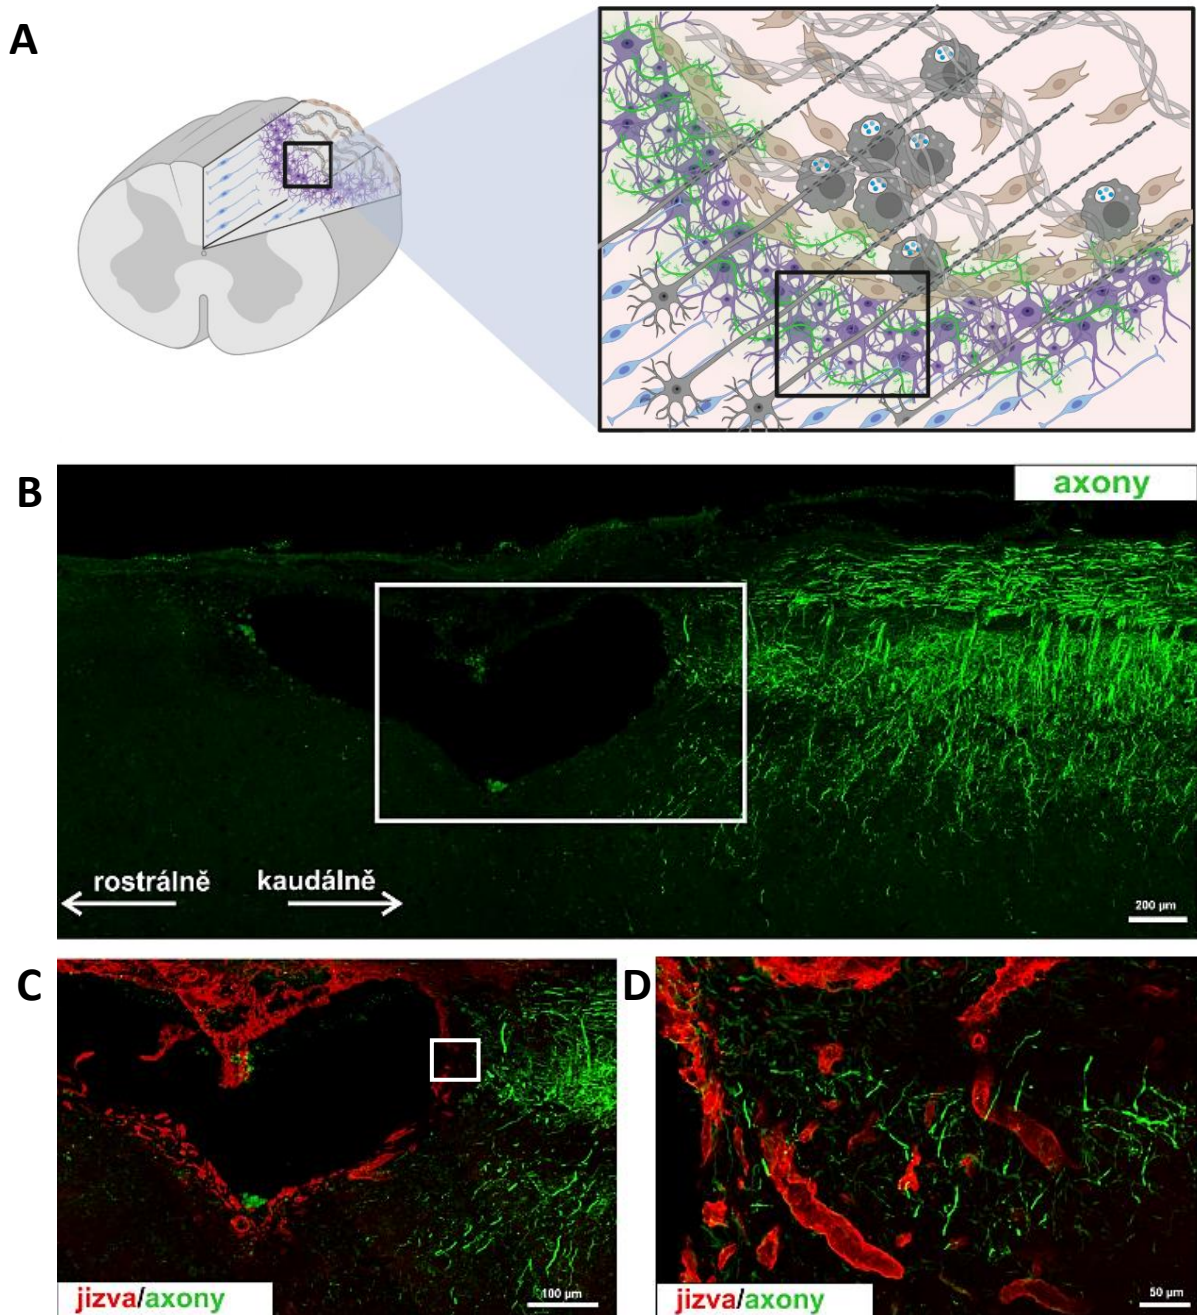 A
B
axony
rostrálně
kaudálně
200 µm
C
jizva/axony
100 µm
D
jizva/axony
50 µm